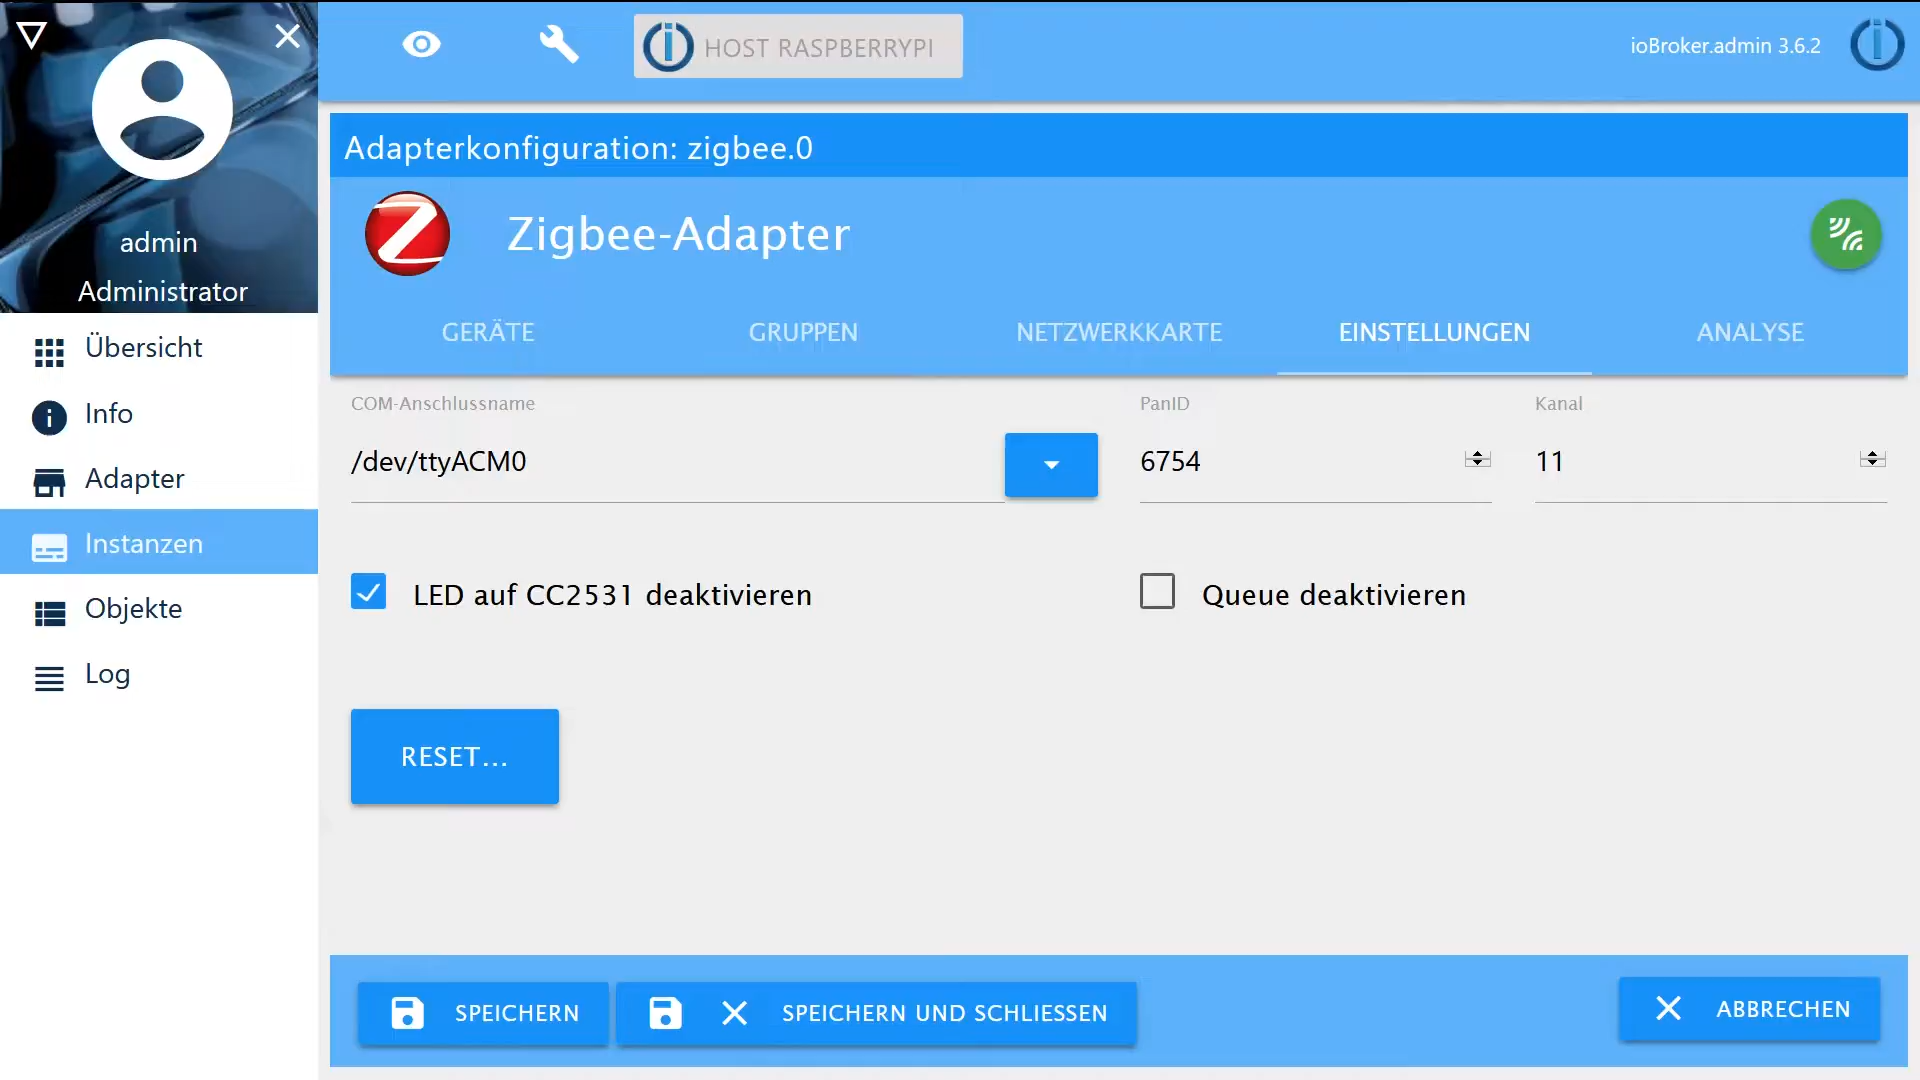 HOST RASPBERRYPI
ioBroker.admin 3.6.2
admin
Administrator
Übersicht
Info
Adapter
Instanzen
Objekte
Log
Adapterkonfiguration: zigbee.0
Zigbee-Adapter
GERÄTE
GRUPPEN
NETZWERKKARTE
EINSTELLUNGEN
ANALYSE
COM-Anschlussname
PanID
Kanal
/dev/ttyACM0
6754
11
LED auf CC2531 deaktivieren
Queue deaktivieren
RESET...
SPEICHERN
SPEICHERN UND SCHLIESSEN
ABBRECHEN